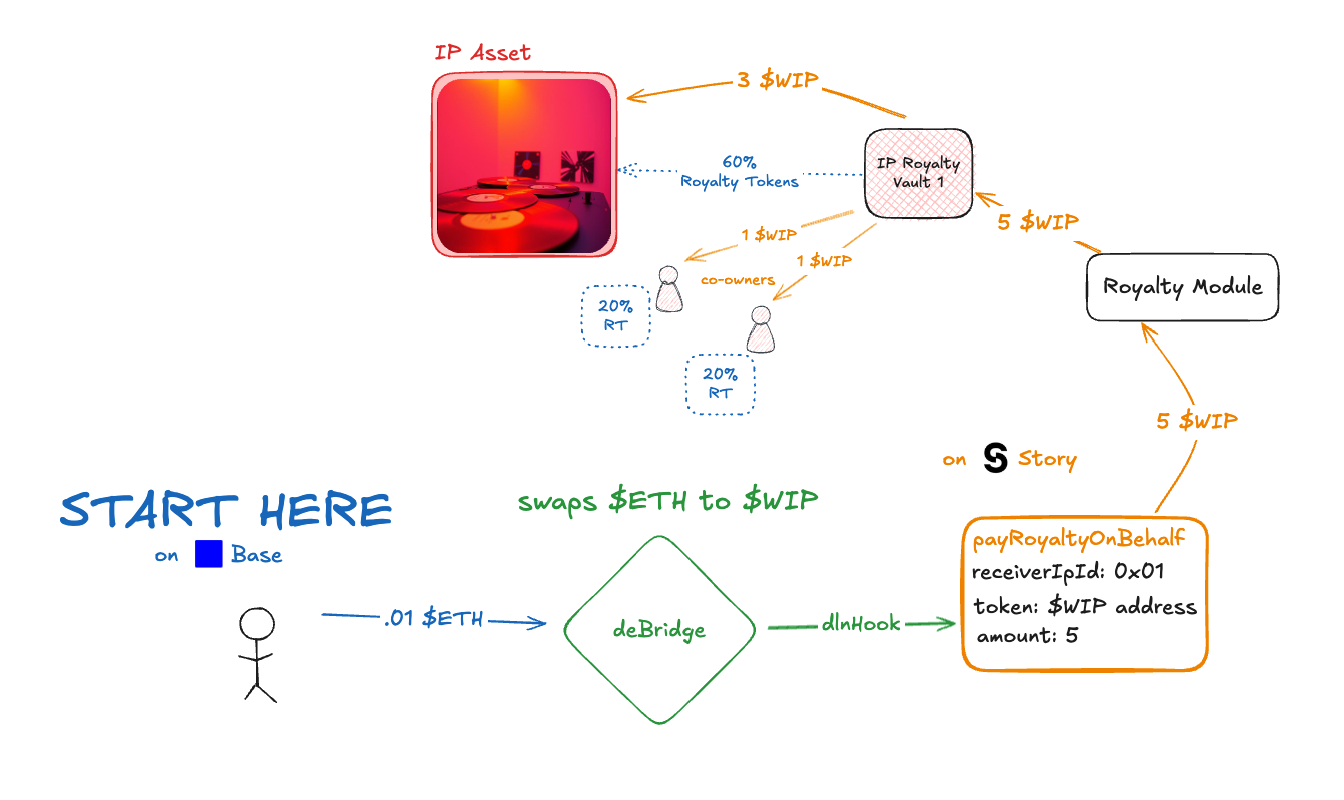 IP Asset
3 $WIP
60%
Royalty Tokens
IP Royalty
Vault 1
5 $WIP
1 $WIP
1 $WIP
co-owners
20%
RT
20%
RT
Royalty Module
5 $WIP
on Story
START HERE
on Base
swaps $ETH to $WIP
.01 $ETH
deBridge
dlnHook
payRoyaltyOnBehalf
receiverIpId: 0x01
token: $WIP address
amount: 5